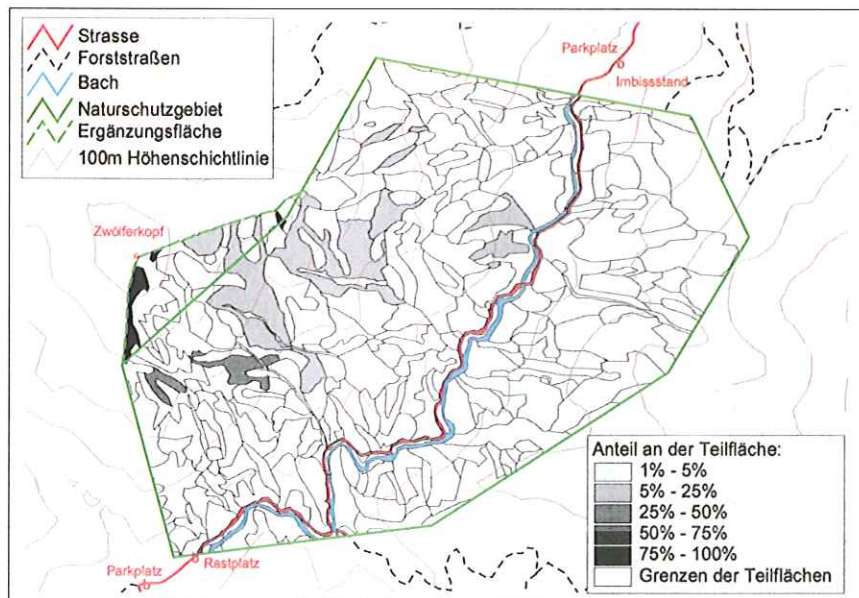 Strasse
Forststraßen
Bach
Naturschutzgebiet
Ergänzungsfläche
100m Höhenschichtlinie
Parkplatz
Imbissstand
Zwölferkopf
Parkplatz
Rastplatz
Anteil an der Teilfläche:
1% - 5%
5% - 25%
25% - 50%
50% - 75%
75% - 100%
Grenzen der Teilflächen